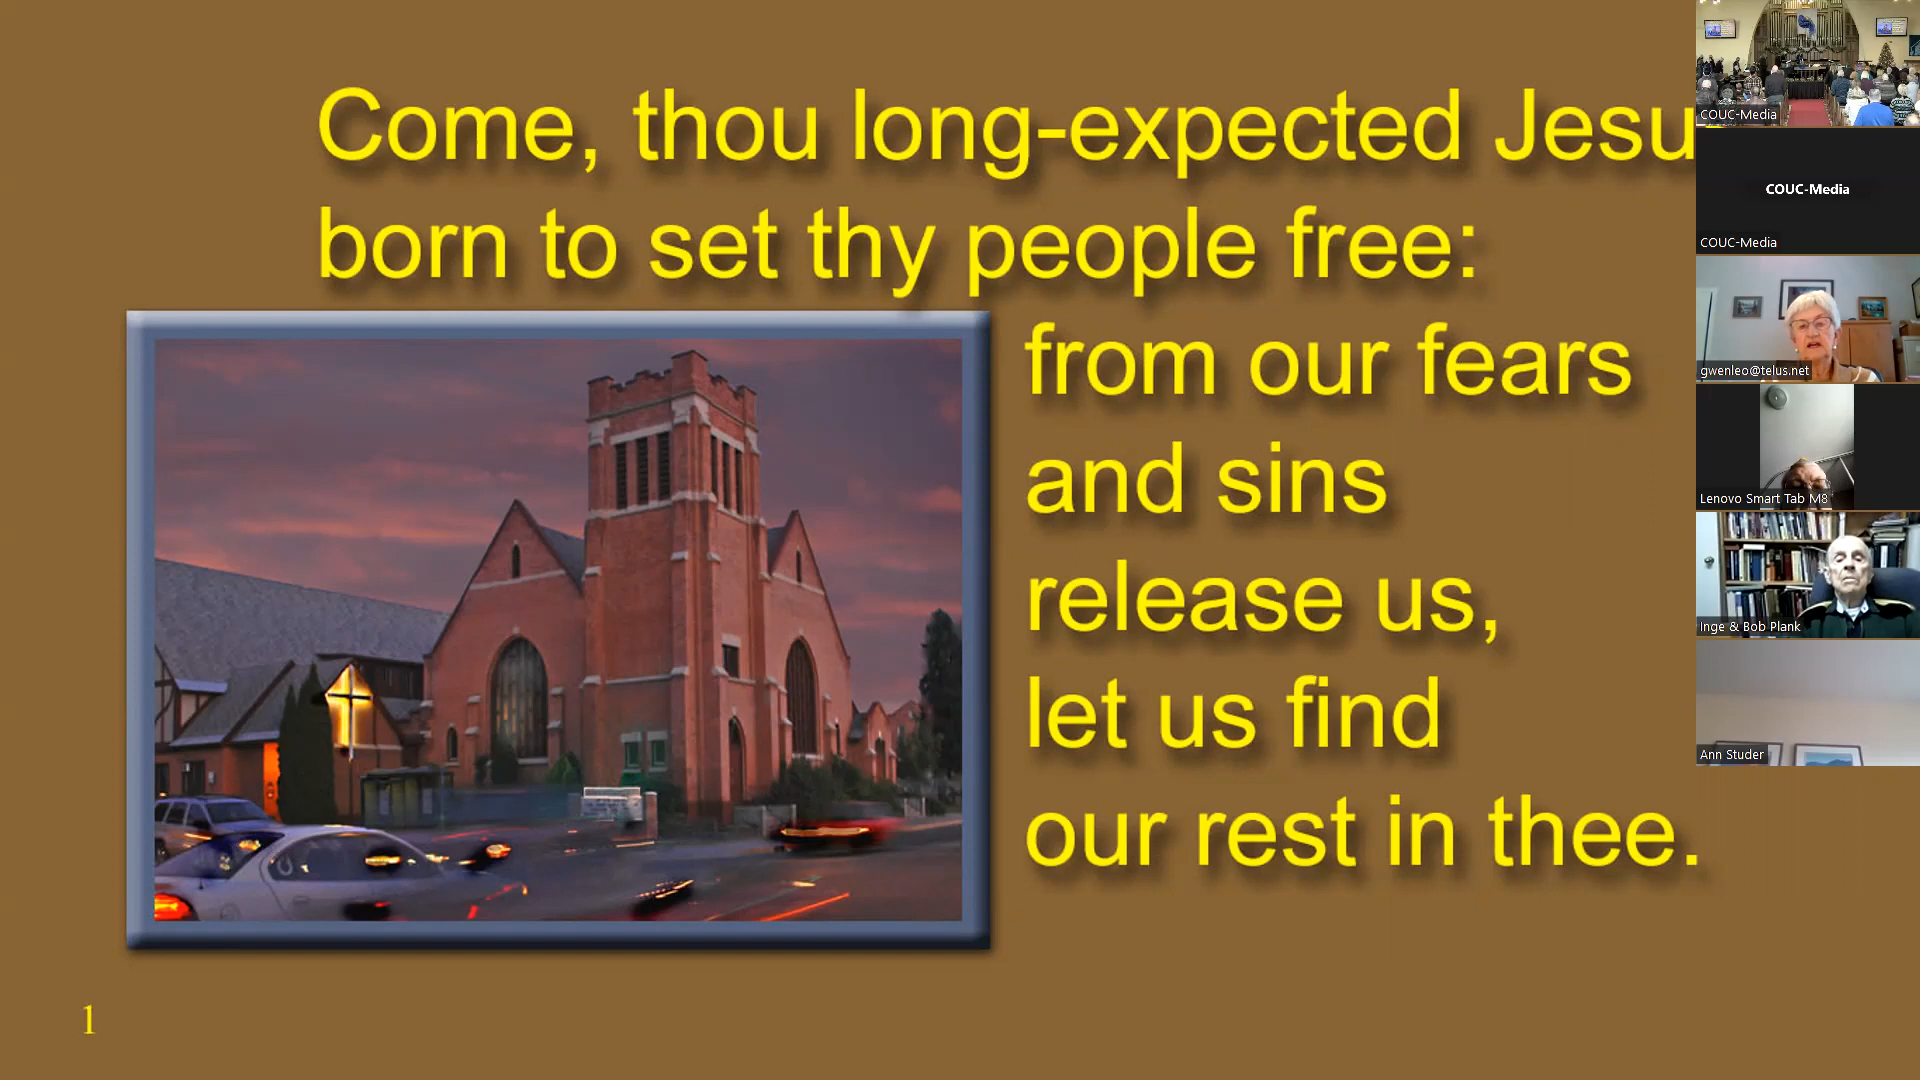 Come, thou long-expected Jesu
born to set thy people free:
from our fears
and sins
release us,
let us find
our rest in thee.
1
COUC-Media
COUC-Media
COUC-Media
gwenleo@telus.net
Lenovo Smart Tab M8
Inge & Bob Plank
Ann Studer